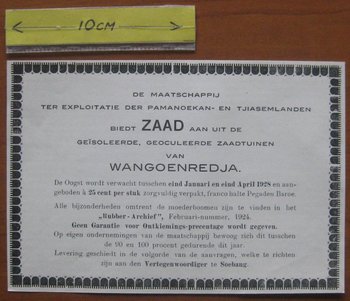 10CM
DE MAATSCHAPPIJ
TER EXPLOITATIE DER PAMANOEKAN- EN TJIASEMLANDEN
BIEDT ZAAD AAN UIT DE
GEÏSOLEERDE, GEOCULEERDE ZAADTUINEN
VAN
WANGOENREDJA.
De Oogst wordt verwacht tusschen eind Januari en eind April 1928 en aan-
geboden à 25 cent per stuk zorgvuldig verpakt, franco halte Pegaden Baroe.
Alle bijzonderheden omtrent de moederboomen zijn te vinden in het
„Rubber-Archief", Februari-nummer, 1924.
Geen Garantie voor Ontkiemings-precentage wordt gegeven.
Op eigen ondernemingen van de maatschappij bewoog zich dit tusschen
de 90 en 100 procent gedurende dit jaar.
Levering geschiedt in de volgorde van de aanvragen, welke te richten
zijn aan den Vertegenwoordiger te Soebang.